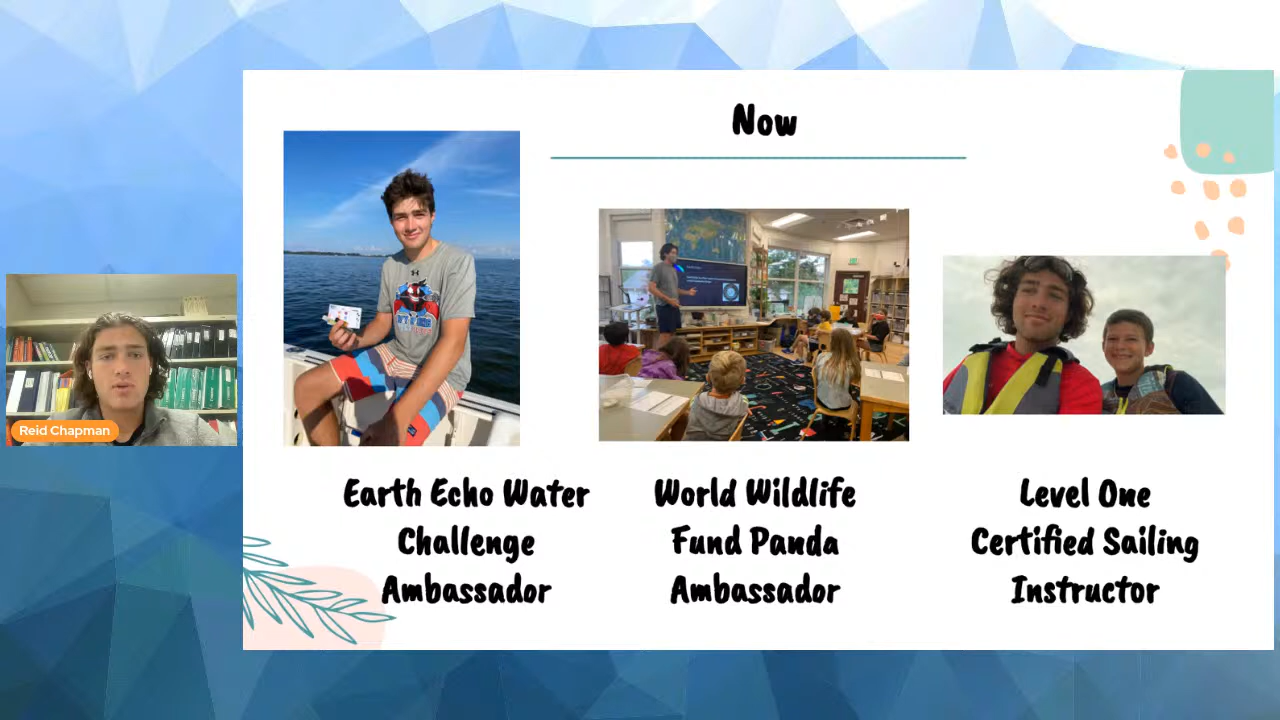 Now
Reid Chapman
Earth Echo Water
Challenge
Ambassador
World Wildlife
Fund Panda
Ambassador
Level One
Certified Sailing
Instructor